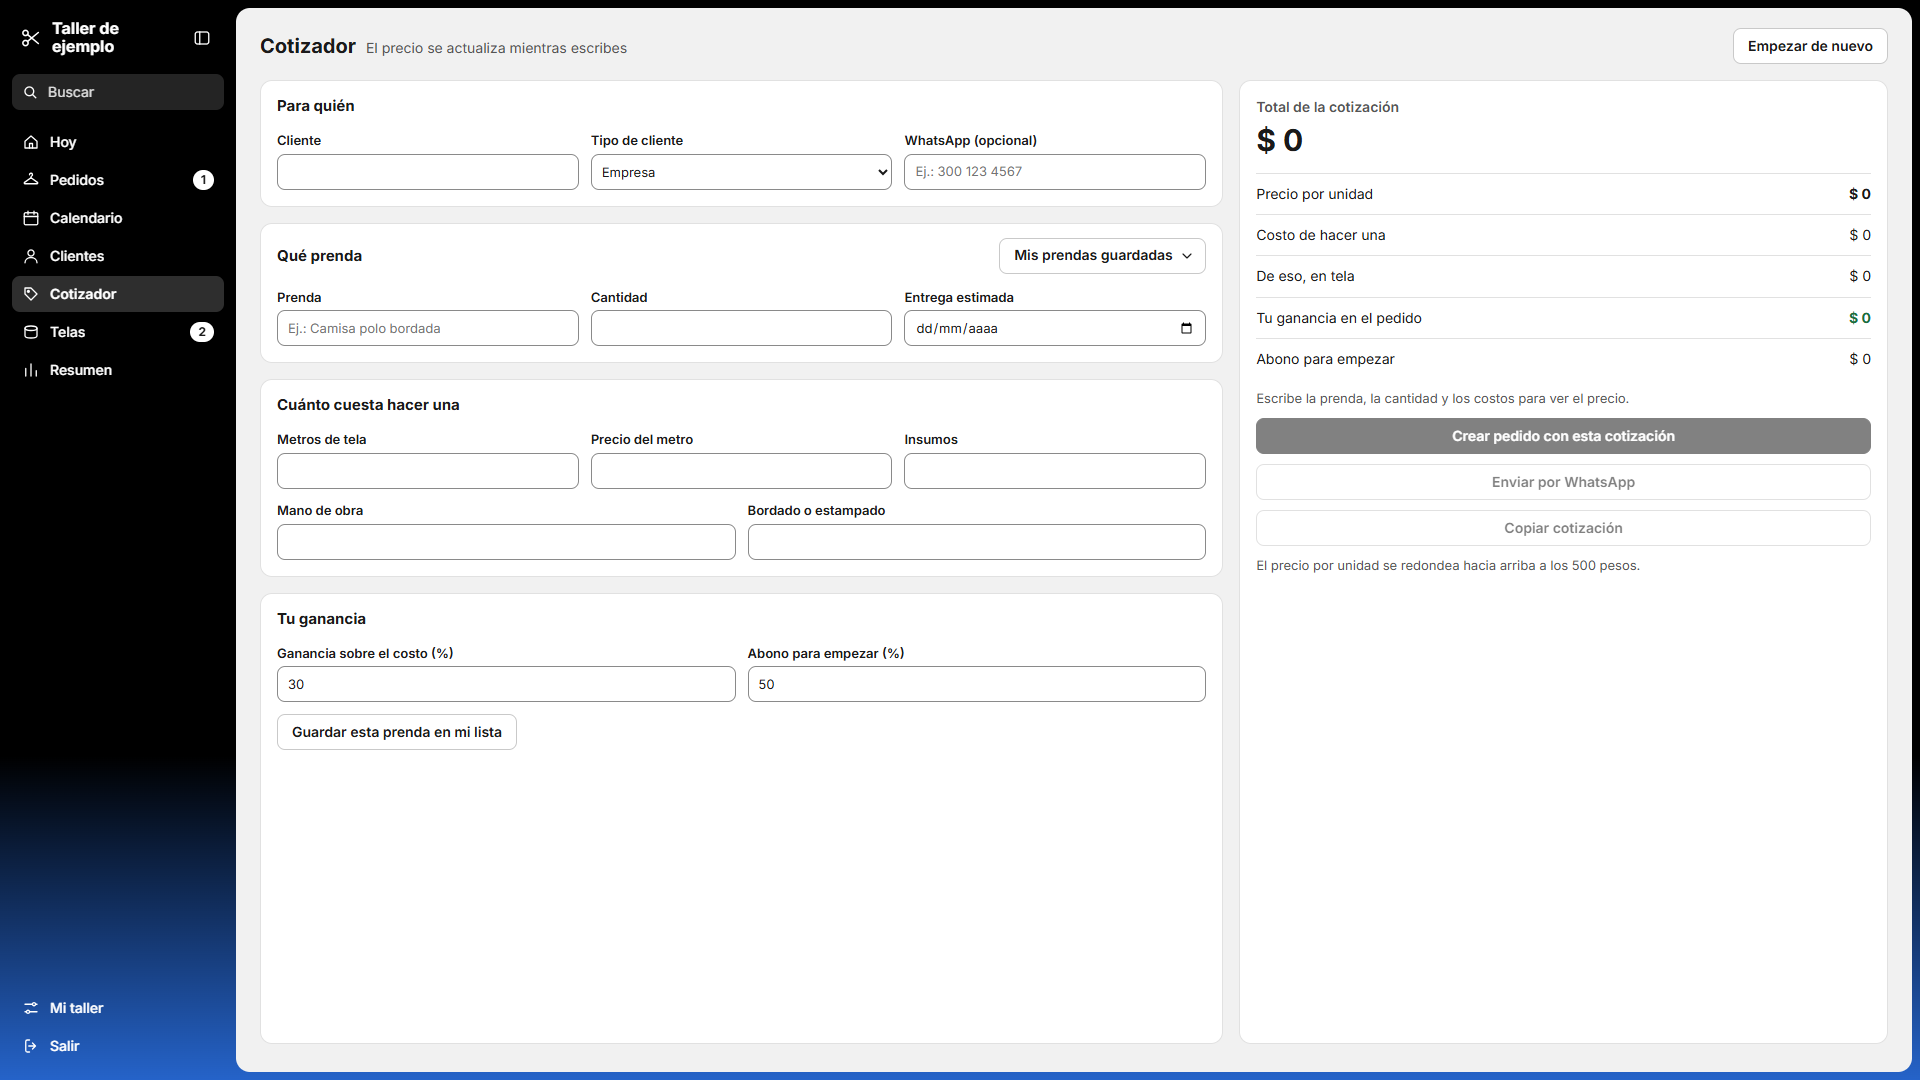 Taller de
ejemplo
Buscar
Hoy
Pedidos
1
Calendario
Clientes
Cotizador
Telas
2
Resumen
Mi taller
Salir
Cotizador
El precio se actualiza mientras escribes
Empezar de nuevo
Para quién
Cliente
Tipo de cliente
WhatsApp (opcional)
Empresa
Ej.: 300 123 4567
Qué prenda
Mis prendas guardadas
Prenda
Cantidad
Entrega estimada
Ej.: Camisa polo bordada
dd/mm/aaaa
Cuánto cuesta hacer una
Metros de tela
Precio del metro
Insumos
Mano de obra
Bordado o estampado
Tu ganancia
Ganancia sobre el costo (%)
Abono para empezar (%)
30
50
Guardar esta prenda en mi lista
Total de la cotización
$ 0
Precio por unidad
$ 0
Costo de hacer una
$ 0
De eso, en tela
$ 0
Tu ganancia en el pedido
$ 0
Abono para empezar
$ 0
Escribe la prenda, la cantidad y los costos para ver el precio.
Crear pedido con esta cotización
Enviar por WhatsApp
Copiar cotización
El precio por unidad se redondea hacia arriba a los 500 pesos.